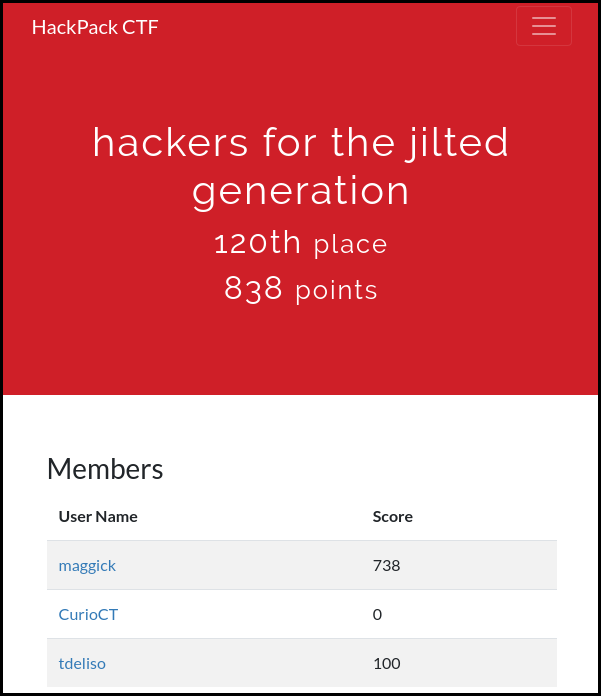 HackPack CTF
hackers for the jilted
generation
120th place
838 points
Members
User Name Score
maggick 738
CurioCT 0
tdeliso 100